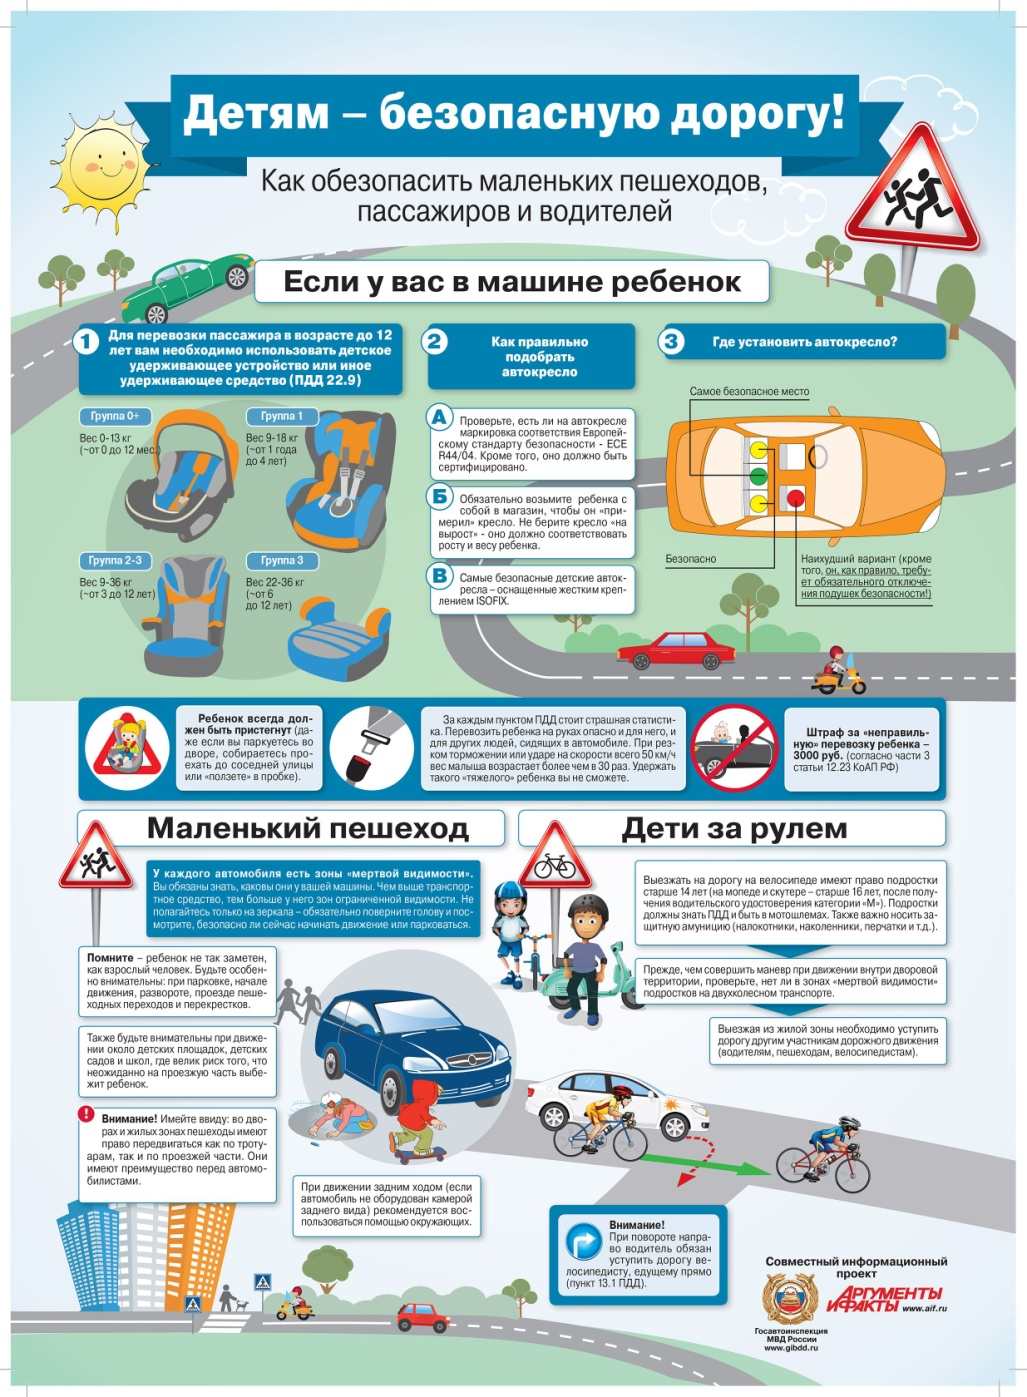 Детям – безопасную дорогу!
Как обезопасить маленьких пешеходов,
пассажиров и водителей
Если у вас в машине ребенок
1
Для перевозки пассажира в возрасте до 12
лет вам необходимо использовать детское
удерживающее устройство или иное
удерживающее средство (ПДД 22.9)
Группа 0+
Вес 0-13 кг
(~от 0 до 12 мес.)
Группа 1
Вес 9-18 кг
(~от 1 года
до 4 лет)
Группа 2-3
Вес 9-36 кг
(~от 3 до 12 лет)
Группа 3
Вес 22-36 кг
(~от 6
до 12 лет)
2
Как правильно
подобрать
автокресло
А
Проверьте, есть ли на автокресле
маркировка соответствия Европей-
скому стандарту безопасности - ECE
R44/04. Кроме того, оно должно быть
сертифицировано.
Б
Обязательно возьмите ребенка с
собой в магазин, чтобы он «при-
мерил» кресло. Не берите кресло «на
вырост» - оно должно соответствовать
росту и весу ребенка.
В
Самые безопасные детские авток-
ресла – оснащенные жестким креп-
лением ISOFIX.
3
Где установить автокресло?
Самое безопасное место
Безопасно
Наихудший вариант (кроме
того, он, как правило, требу-
ет обязательного отключе-
ния подушек безопасности!)
Ребенок всегда дол-
жен быть пристегнут (да-
же если вы паркуетесь во
дворе, собираетесь про-
ехать до соседней улицы
или «ползете» в пробке).
За каждым пунктом ПДД стоит страшная статисти-
ка. Перевозить ребенка на руках опасно и для него, и
для других людей, сидящих в автомобиле. При рез-
ком торможении или ударе на скорости всего 50 км/ч
вес малыша возрастает более чем в 30 раз. Удержать
такого «тяжелого» ребенка вы не сможете.
Штраф за «неправиль-
ную» перевозку ребенка –
3000 руб. (согласно части 3
статьи 12.23 КоАП РФ)
Маленький пешеход
У каждого автомобиля есть зоны «мертвой видимости».
Вы обязаны знать, каковы они у вашей машины. Чем выше транспор-
тное средство, тем больше у него зон ограниченной видимости. Не
полагайтесь только на зеркала – обязательно поверните голову и пос-
мотрите, безопасно ли сейчас начинать движение или парковаться.
Помните – ребенок не так заметен,
как взрослый человек. Будьте особен-
но внимательны: при парковке, начале
движения, развороте, проезде пеше-
ходных переходов и перекрестков.
Также будьте внимательны при движе-
нии около детских площадок, детских
садов и школ, где велик риск того, что
неожиданно на проезжую часть выбе-
жит ребенок.
!
Внимание! Имейте ввиду: во дво-
рах и жилых зонах пешеходы имеют
право передвигаться как по троту-
арам, так и по проезжей части. Они
имеют преимущество перед автомо-
билистами.
При движении задним ходом (если
автомобиль не оборудован камерой
заднего вида) рекомендуется вос-
пользоваться помощью окружающих.
Дети за рулем
Выезжать на дорогу на велосипеде имеют право подростки
старше 14 лет (на мопеде и скутере – старше 16 лет, после полу-
чения водительского удостоверения категории «М»). Подростки
должны знать ПДД и быть в мотошлемах. Также важно носить за-
щитную амуницию (налокотники, наколенники, перчатки и т.д.).
Прежде, чем совершить маневр при движении внутри дворовой
территории, проверьте, нет ли в зонах «мертвой видимости»
подростков на двухколесном транспорте.
Выезжая из жилой зоны необходимо уступить
дорогу другим участникам дорожного движения
(водителям, пешеходам, велосипедистам).
Внимание!
При повороте напра-
во водитель обязан
уступить дорогу ве-
лосипедисту, едущему прямо
(пункт 13.1 ПДД).
Совместный информационный
проект
Госавтоинспекция
МВД России
www.gibdd.ru
АРГУМЕНТЫ
И ФАКТЫ www.aif.ru